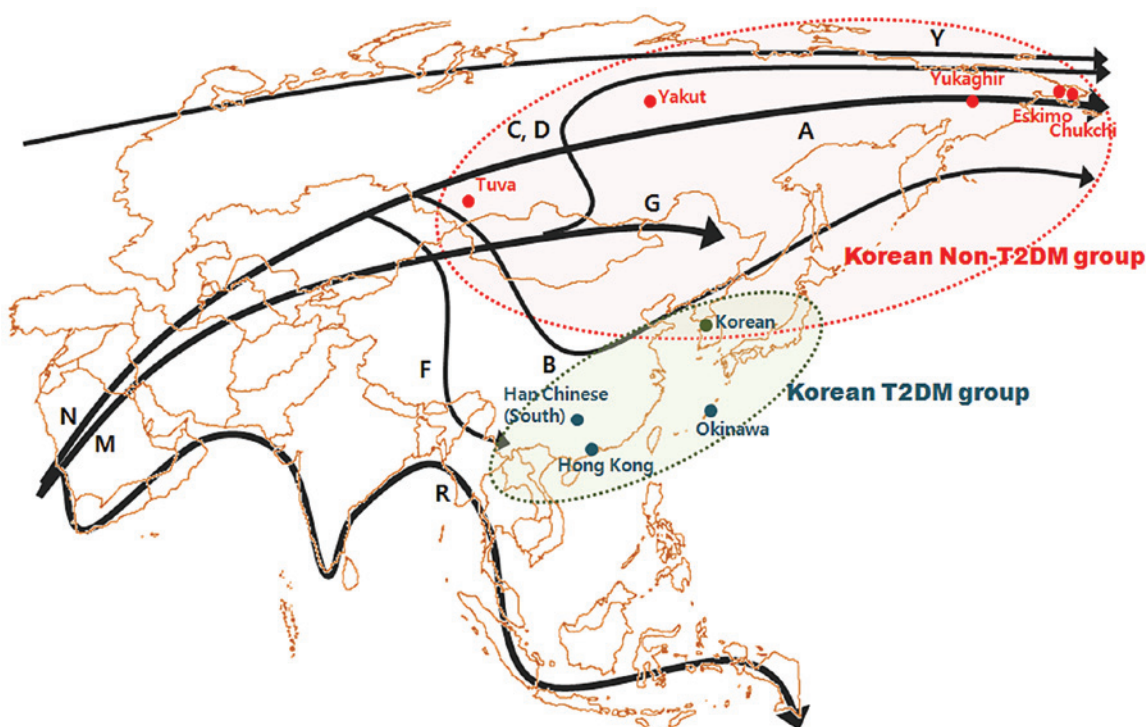 Y
Yukaghir
Yakut
Eskimo
Chukchi
C, D
A
Tuva
G
Korean Non-T2DM group
Korean
B
F
Korean T2DM group
Han Chinese
(South)
Okinawa
N
M
Hong Kong
R